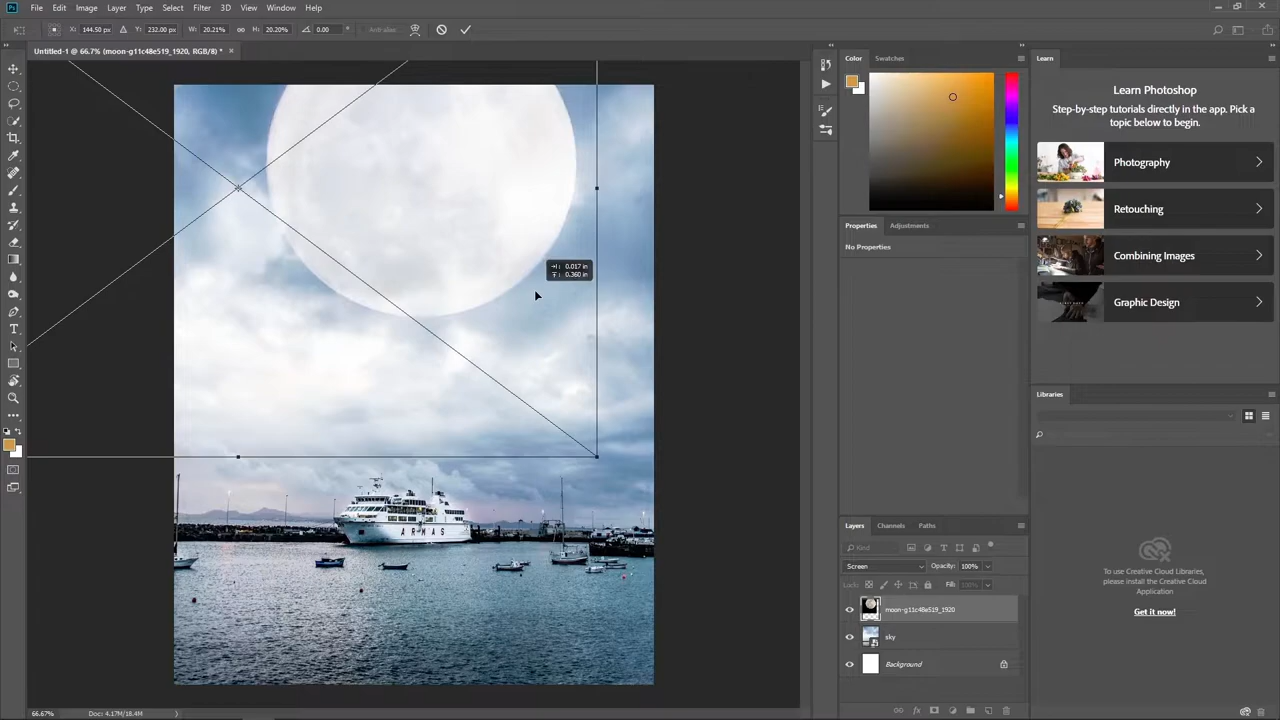 Ps File Edit Image Layer Type Select Filter 3D View Window Help
X: 144.50 px Y: 232.00 px W: 20.21% H: 20.20% 0.00 ° Anti-alias
Untitled-1 @ 66.7% (moon-g11c48e519_1920, RGB/8) * ×
0.017 in
0.360 in
ARMAS
66.67% Doc: 4.17M/18.4M
Color Swatches
Properties Adjustments
No Properties
Layers Channels Paths
Kind
Screen Opacity: 100%
Lock: Fill: 100%
moon-g11c48e519_1920
sky
Background
Learn
Learn Photoshop
Step-by-step tutorials directly in the app. Pick a
topic below to begin.
Photography
Retouching
Combining Images
Graphic Design
Libraries
To use Creative Cloud Libraries,
please install the Creative Cloud
Application
Get it now!